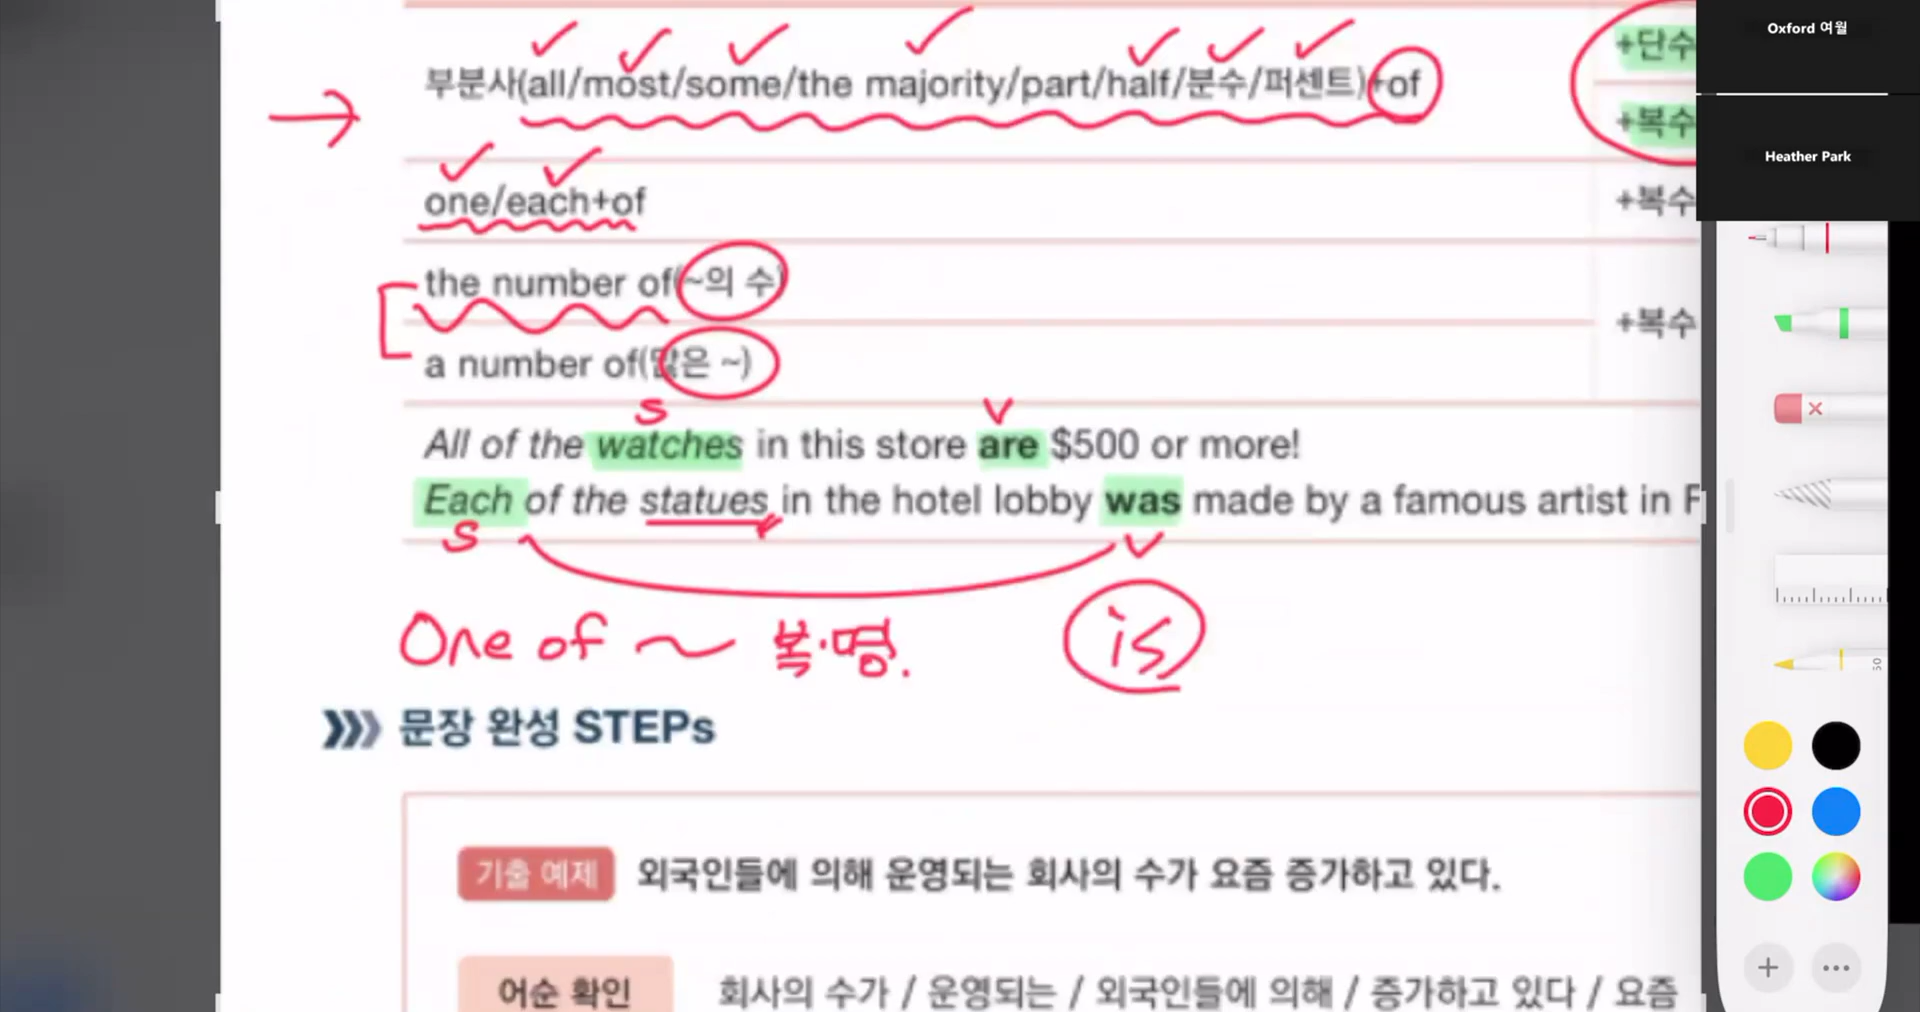 Oxford 여월
Heather Park
부분사(all/most/some/the majority/part/half/분수/퍼센트)+of
+단수
+복수
one/each+of
+복수
the number of(~의 수)
a number of(많은 ~)
+복수
s v
All of the watches in this store are $500 or more!
Each of the statues in the hotel lobby was made by a famous artist in F
s v
One of ~ 복·명. is
문장 완성 STEPs
기출 예제 외국인들에 의해 운영되는 회사의 수가 요즘 증가하고 있다.
어순 확인 회사의 수가 / 운영되는 / 외국인들에 의해 / 증가하고 있다 / 요즘
50